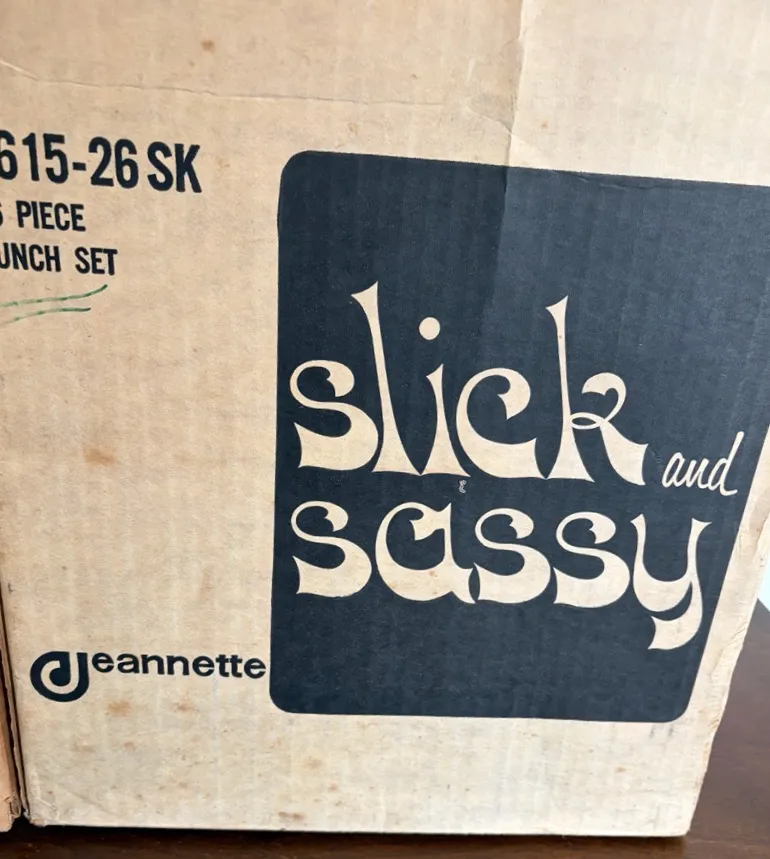 615-26 SK
PIECE
UNCH SET
slick and
sassy
Jeannette